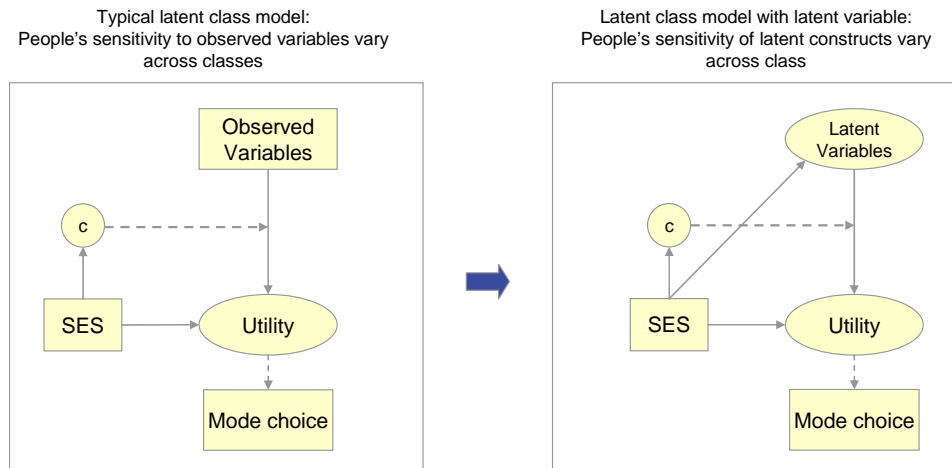 Typical latent class model:
People's sensitivity to observed variables vary
across classes
Observed
Variables
c
SES
Utility
Mode choice
Latent class model with latent variable:
People's sensitivity of latent constructs vary
across class
Latent
Variables
c
SES
Utility
Mode choice